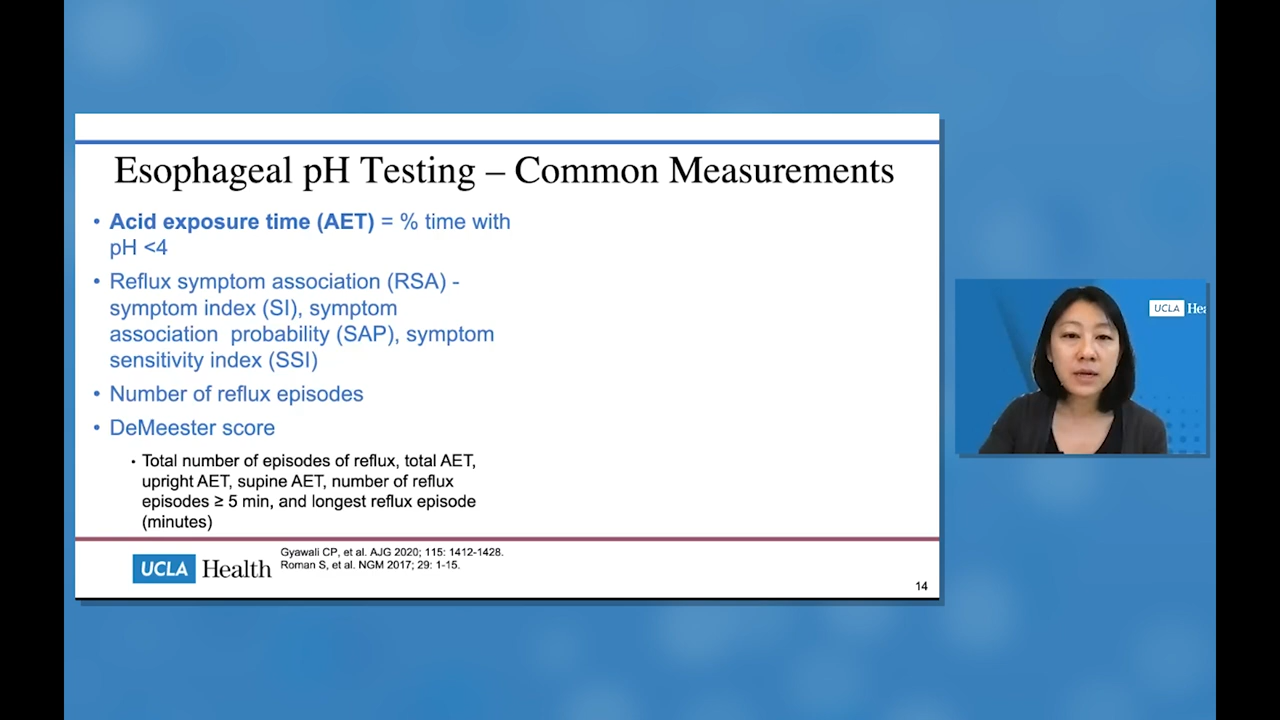 Esophageal pH Testing – Common Measurements
• Acid exposure time (AET) = % time with
pH <4
• Reflux symptom association (RSA) -
symptom index (SI), symptom
association probability (SAP), symptom
sensitivity index (SSI)
• Number of reflux episodes
• DeMeester score
• Total number of episodes of reflux, total AET,
upright AET, supine AET, number of reflux
episodes ≥ 5 min, and longest reflux episode
(minutes)
UCLA Health
Gyawali CP, et al. AJG 2020; 115: 1412-1428.
Roman S, et al. NGM 2017; 29: 1-15.
14
UCLA Hea